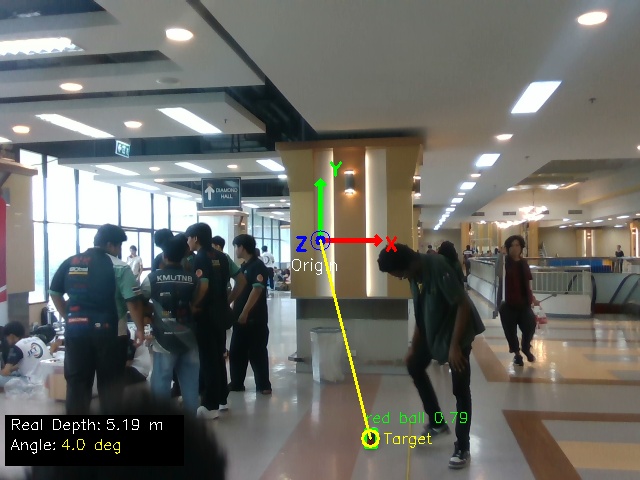 DIAMOND
HALL
Y
Z
X
Origin
KMUTNB
red ball 0.79
Target
Real Depth: 5.19 m
Angle: 4.0 deg